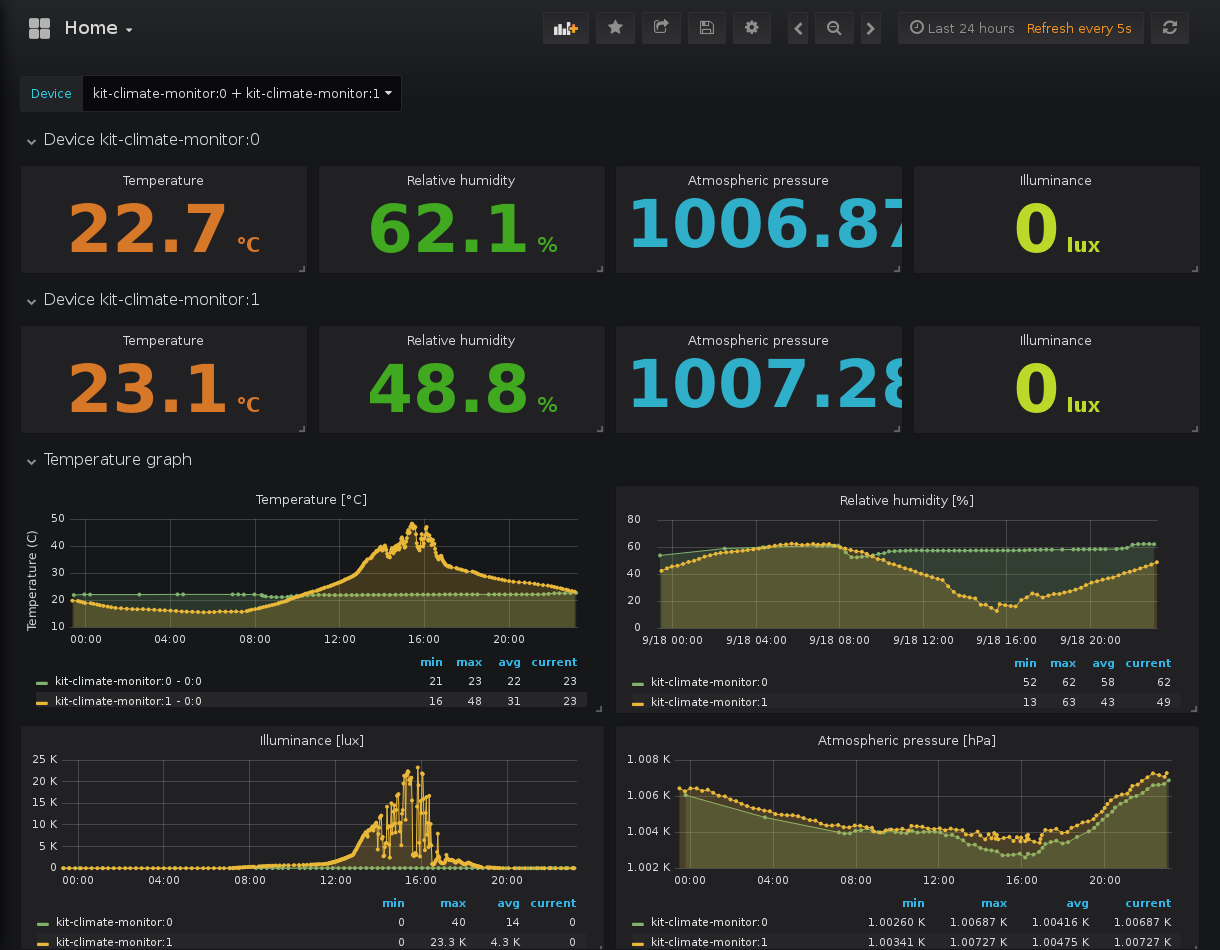 Home
Last 24 hours Refresh every 5s
Device kit-climate-monitor:0 + kit-climate-monitor:1
Device kit-climate-monitor:0
Temperature Relative humidity Atmospheric pressure Illuminance
22.7 °C 62.1 % 1006.87 0 lux
Device kit-climate-monitor:1
Temperature Relative humidity Atmospheric pressure Illuminance
23.1 °C 48.8 % 1007.28 0 lux
Temperature graph
Temperature [°C]
Temperature (C)
50
40
30
20
10
00:00 04:00 08:00 12:00 16:00 20:00
min max avg current
kit-climate-monitor:0 - 0:0 21 23 22 23
kit-climate-monitor:1 - 0:0 16 48 31 23
Relative humidity [%]
80
60
40
20
0
9/18 00:00 9/18 04:00 9/18 08:00 9/18 12:00 9/18 16:00 9/18 20:00
min max avg current
kit-climate-monitor:0 52 62 58 62
kit-climate-monitor:1 13 63 43 49
Illuminance [lux]
25 K
20 K
15 K
10 K
5 K
0
00:00 04:00 08:00 12:00 16:00 20:00
min max avg current
kit-climate-monitor:0 0 40 14 0
kit-climate-monitor:1 0 23.3 K 4.3 K 0
Atmospheric pressure [hPa]
1.008 K
1.006 K
1.004 K
1.002 K
00:00 04:00 08:00 12:00 16:00 20:00
min max avg current
kit-climate-monitor:0 1.00260 K 1.00687 K 1.00416 K 1.00687 K
kit-climate-monitor:1 1.00341 K 1.00727 K 1.00475 K 1.00727 K